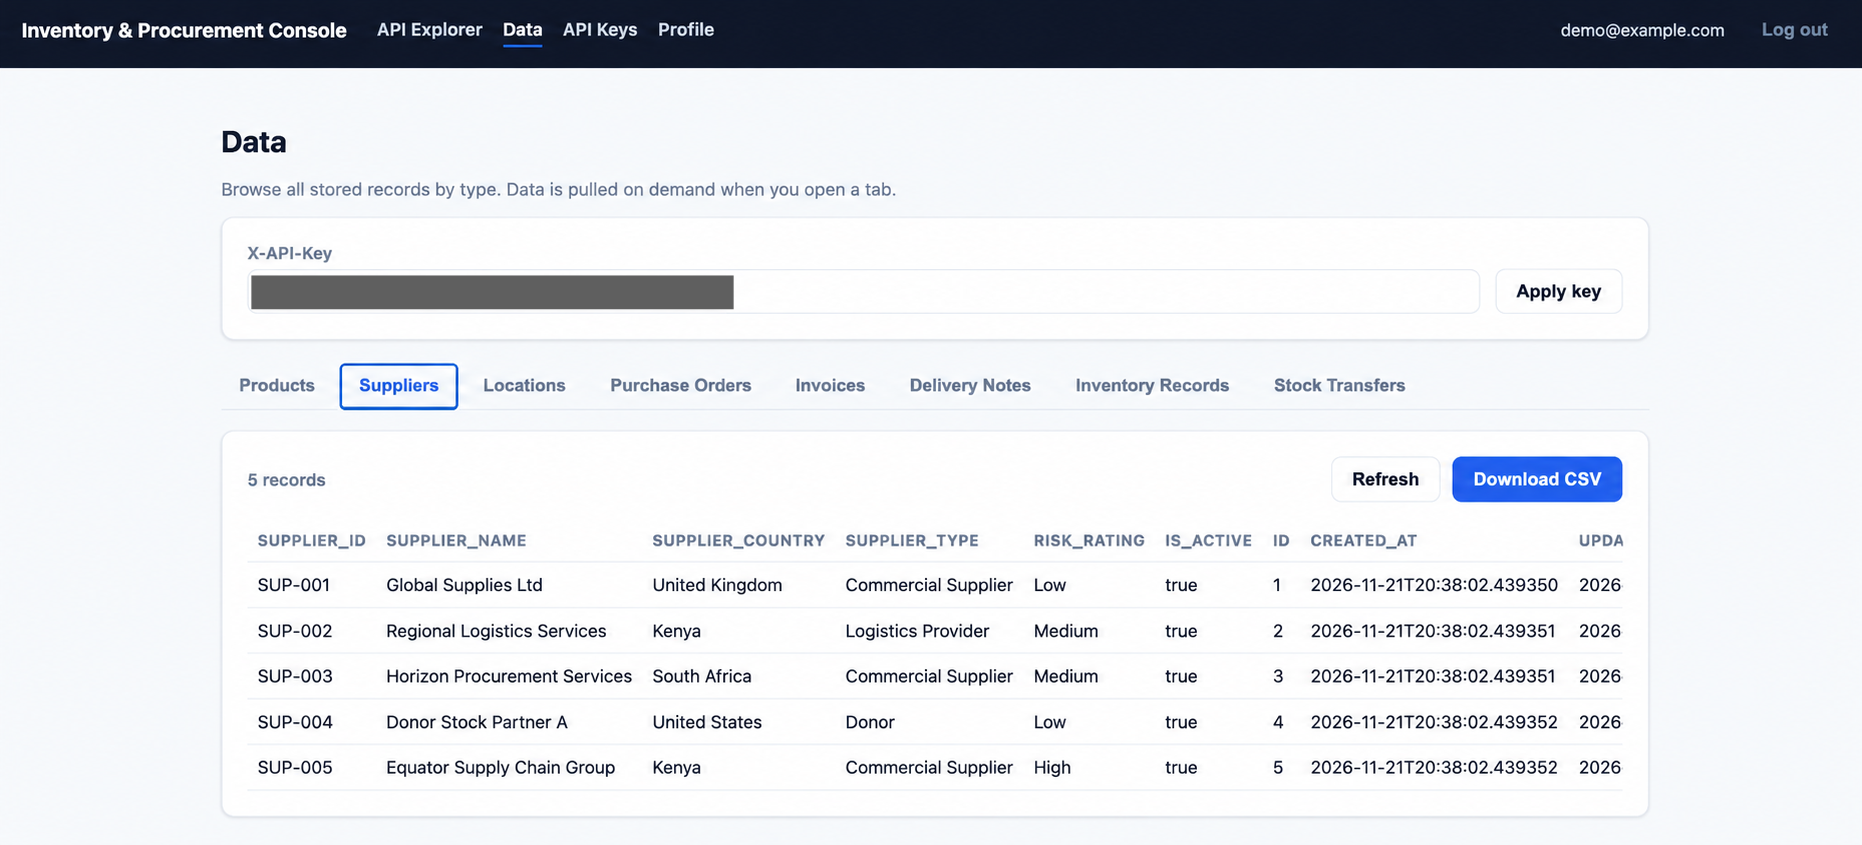 Inventory & Procurement Console API Explorer Data API Keys Profile demo@example.com Log out
Data
Browse all stored records by type. Data is pulled on demand when you open a tab.
X-API-Key
Apply key
Products Suppliers Locations Purchase Orders Invoices Delivery Notes Inventory Records Stock Transfers
5 records Refresh Download CSV
SUPPLIER_ID SUPPLIER_NAME SUPPLIER_COUNTRY SUPPLIER_TYPE RISK_RATING IS_ACTIVE ID CREATED_AT UPDA
SUP-001 Global Supplies Ltd United Kingdom Commercial Supplier Low true 1 2026-11-21T20:38:02.439350 2026
SUP-002 Regional Logistics Services Kenya Logistics Provider Medium true 2 2026-11-21T20:38:02.439351 2026
SUP-003 Horizon Procurement Services South Africa Commercial Supplier Medium true 3 2026-11-21T20:38:02.439351 2026
SUP-004 Donor Stock Partner A United States Donor Low true 4 2026-11-21T20:38:02.439352 2026
SUP-005 Equator Supply Chain Group Kenya Commercial Supplier High true 5 2026-11-21T20:38:02.439352 2026